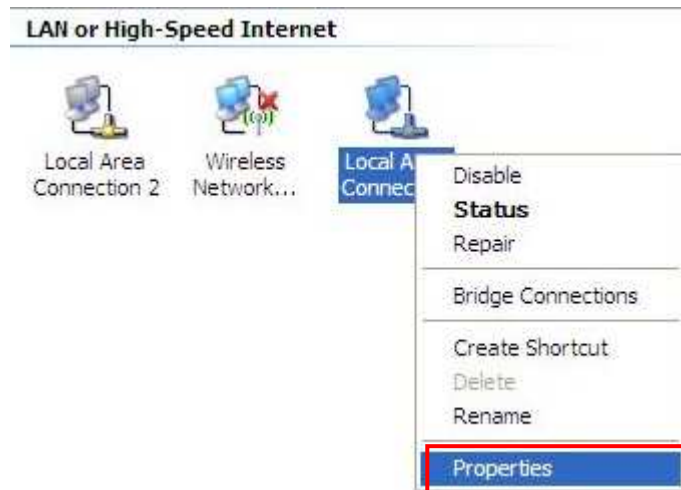 LAN or High-Speed Internet
Local Area
Connection 2
Wireless
Network...
Local A
Connec
Disable
Status
Repair
Bridge Connections
Create Shortcut
Delete
Rename
Properties